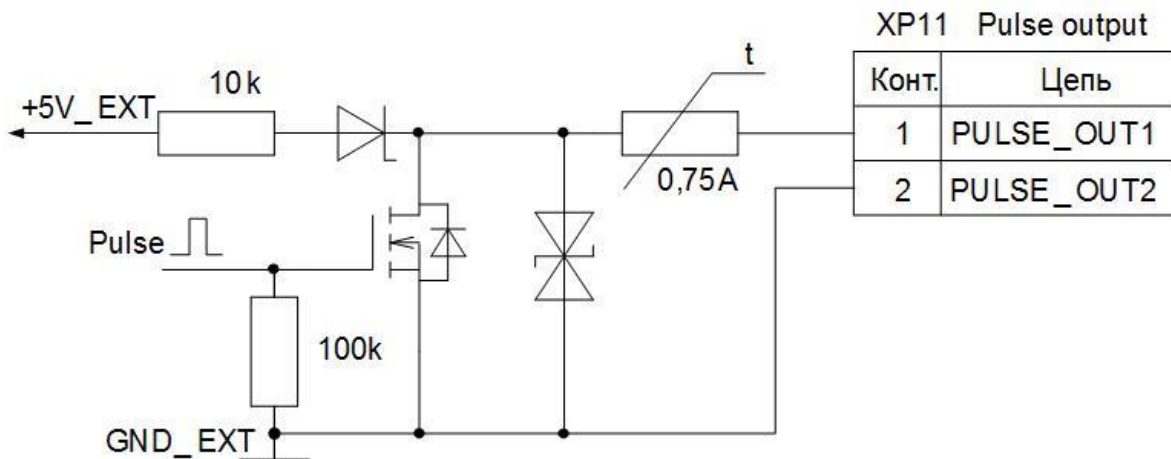 XP11 Pulse output
Конт. Цепь
1 PULSE_OUT1
2 PULSE_OUT2
+5V_EXT
10k
t
0,75A
Pulse
100k
GND_EXT